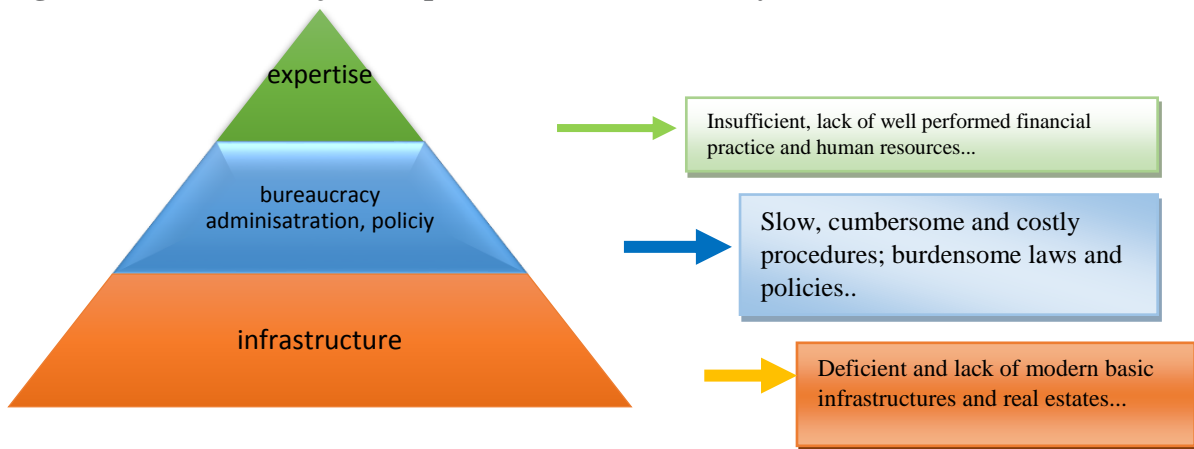 expertise
Insufficient, lack of well performed financial
practice and human resources...
bureaucracy
adminisatration, policiy
Slow, cumbersome and costly
procedures; burdensome laws and
policies..
infrastructure
Deficient and lack of modern basic
infrastructures and real estates...